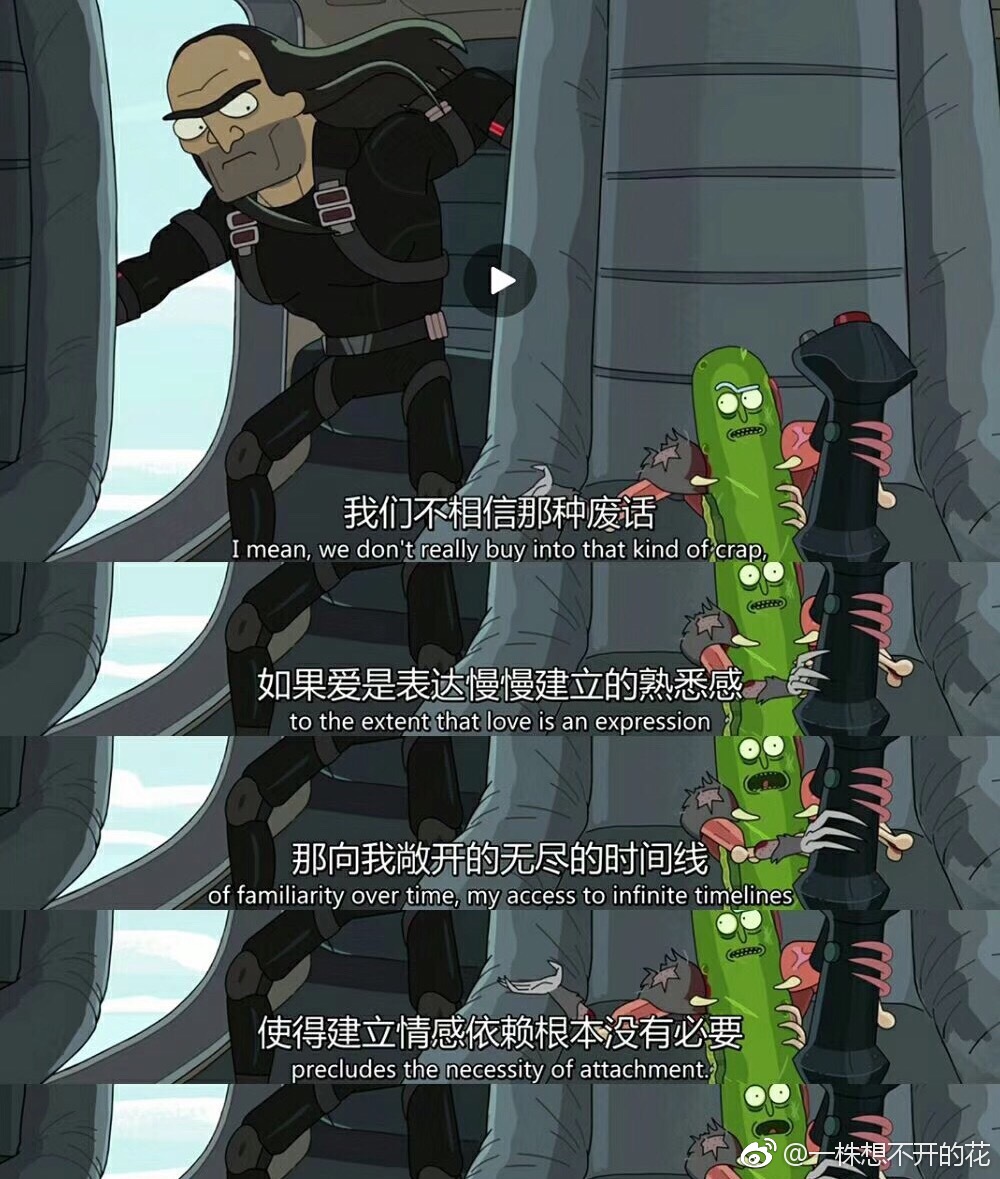 我们不相信那种废话
I mean, we don't really buy into that kind of crap,
如果爱是表达慢慢建立的熟悉感
to the extent that love is an expression
那向我敞开的无尽的时间线
of familiarity over time, my access to infinite timelines
使得建立情感依赖根本没有必要
precludes the necessity of attachment.
@一株想不开的花